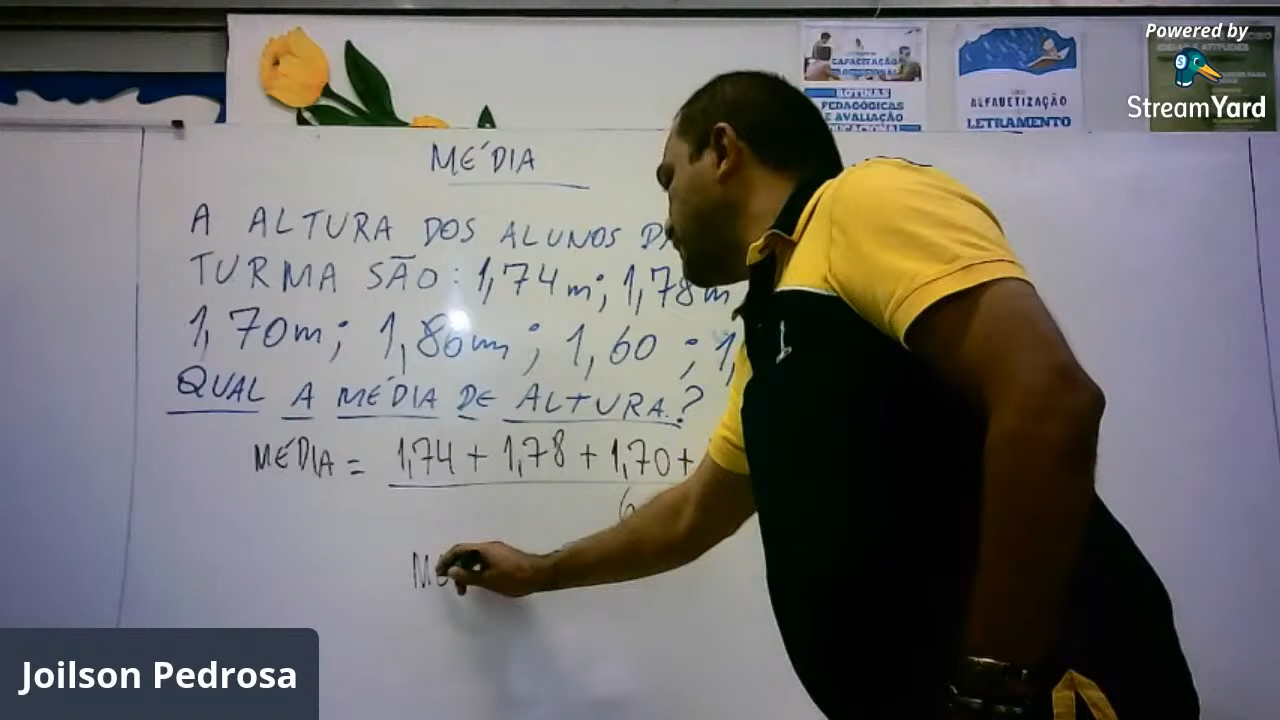 Powered by
StreamYard
CAPACITAÇÃO
ROTINAS
PEDAGÓGICAS
E AVALIAÇÃO
ALFABETIZAÇÃO
LETRAMENTO
MÉDIA
A ALTURA DOS ALUNOS
TURMA SÃO: 1,74m; 1,78m
1,70m; 1,80m; 1,60 ; 1,
QUAL A MÉDIA DE ALTURA.?
MÉDIA = 1,74 + 1,78 + 1,70 +
6
Joilson Pedrosa